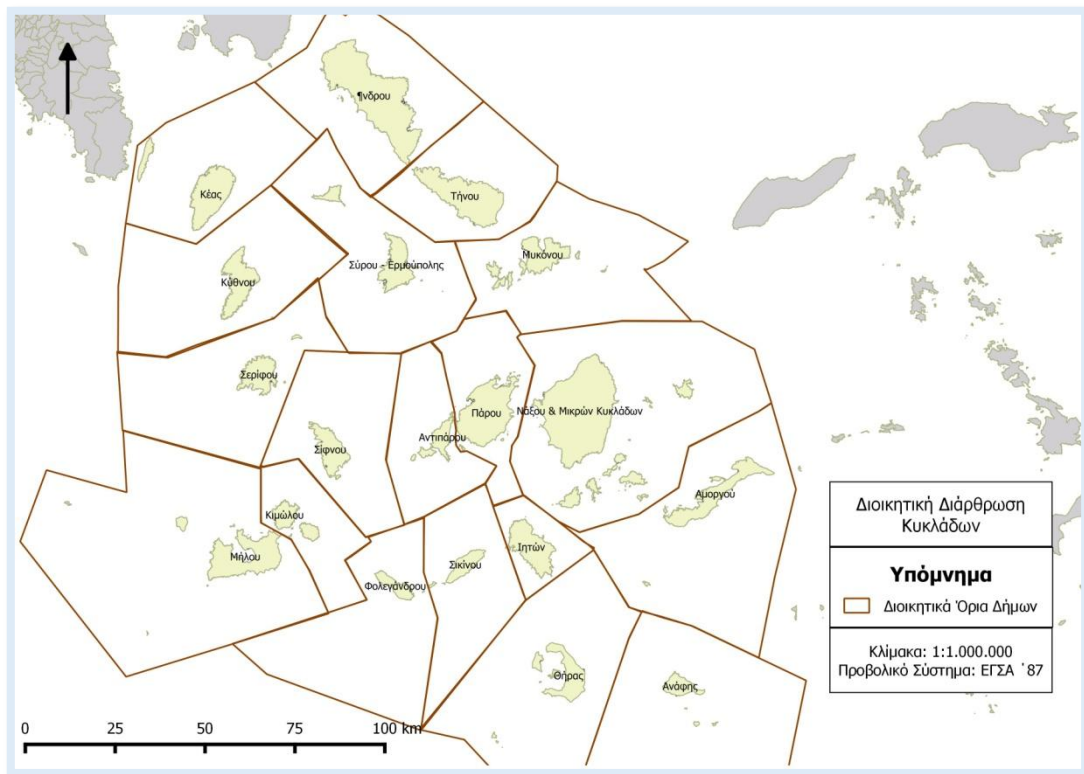 ¶νδρου
Κέας
Τήνου
Μυκόνου
Σύρου - Ερμούπολης
Κύθνου
Σερίφου
Πάρου
Νάξου & Μικρών Κυκλάδων
Αντιπάρου
Σίφνου
Αμοργού
Κιμώλου
Μήλου
Ιητών
Σικίνου
Φολεγάνδρου
Θήρας
Ανάφης
Διοικητική Διάρθρωση
Κυκλάδων
Υπόμνημα
Διοικητικά Όρια Δήμων
Κλίμακα: 1:1.000.000
Προβολικό Σύστημα: ΕΓΣΑ ΄87
0 25 50 75 100 km